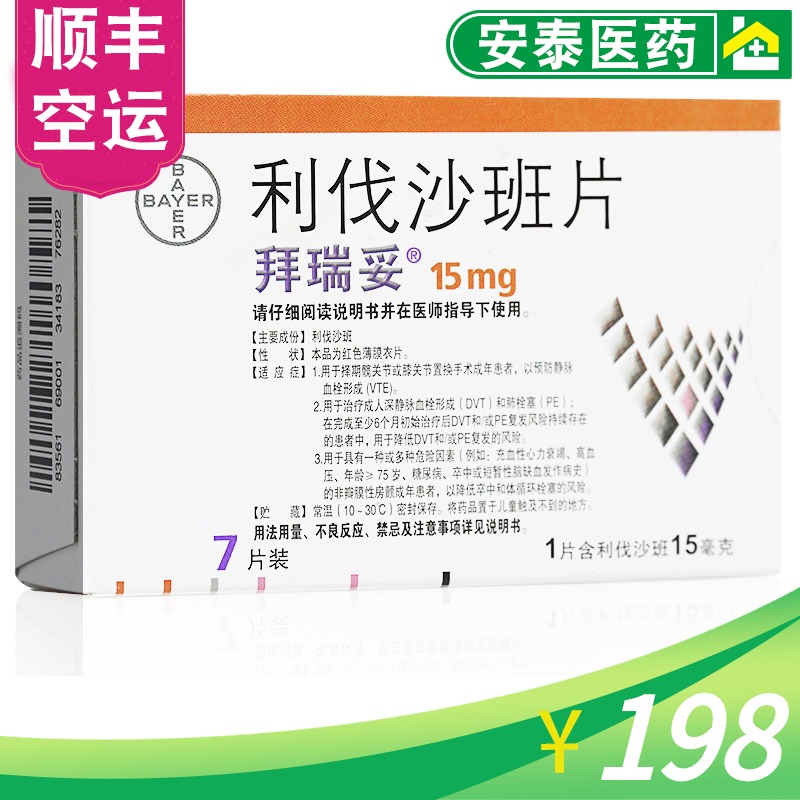 顺丰
空运
安泰医药
BAYER
BAYER
利伐沙班片
拜瑞妥® 15mg
请仔细阅读说明书并在医师指导下使用。
【主要成份】利伐沙班
【性 状】本品为红色薄膜衣片。
【适 应 症】1.用于择期髋关节或膝关节置换手术成年患者，以预防静脉
血栓形成(VTE)。
2.用于治疗成人深静脉血栓形成(DVT)和肺栓塞(PE)；
在完成至少6个月初始治疗后DVT和/或PE复发风险持续存在
的患者中，用于降低DVT和/或PE复发的风险。
3.用于具有一种或多种危险因素（例如：充血性心力衰竭、高血
压、年龄≥75岁、糖尿病、卒中或短暂性脑缺血发作病史）
的非瓣膜性房颤成年患者，以降低卒中和体循环栓塞的风险。
【贮 藏】常温(10~30℃)密封保存。将药品置于儿童触及不到的地方。
用法用量、不良反应、禁忌及注意事项详见说明书。
7片装
1片含利伐沙班15毫克
83561 69001 34183 76282
¥198